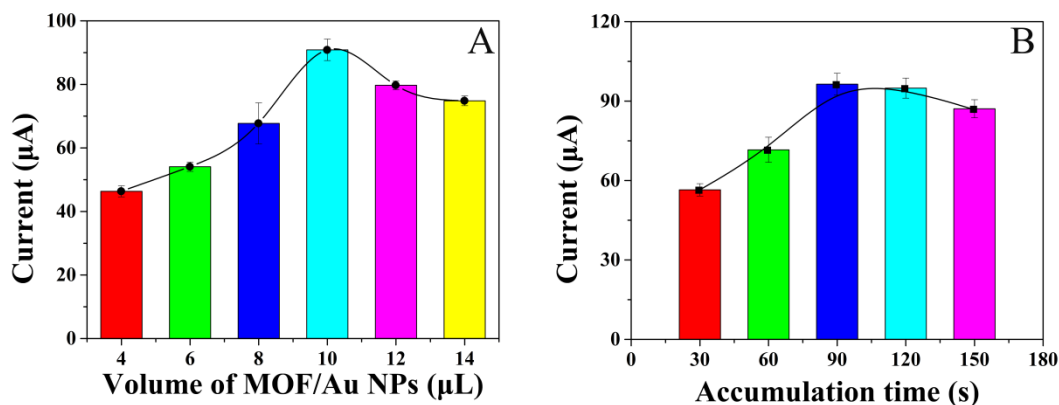 A
Current (µA)
100
80
60
40
20
0
4 6 8 10 12 14
Volume of MOF/Au NPs (µL)
B
Current (µA)
120
90
60
30
0
0 30 60 90 120 150 180
Accumulation time (s)